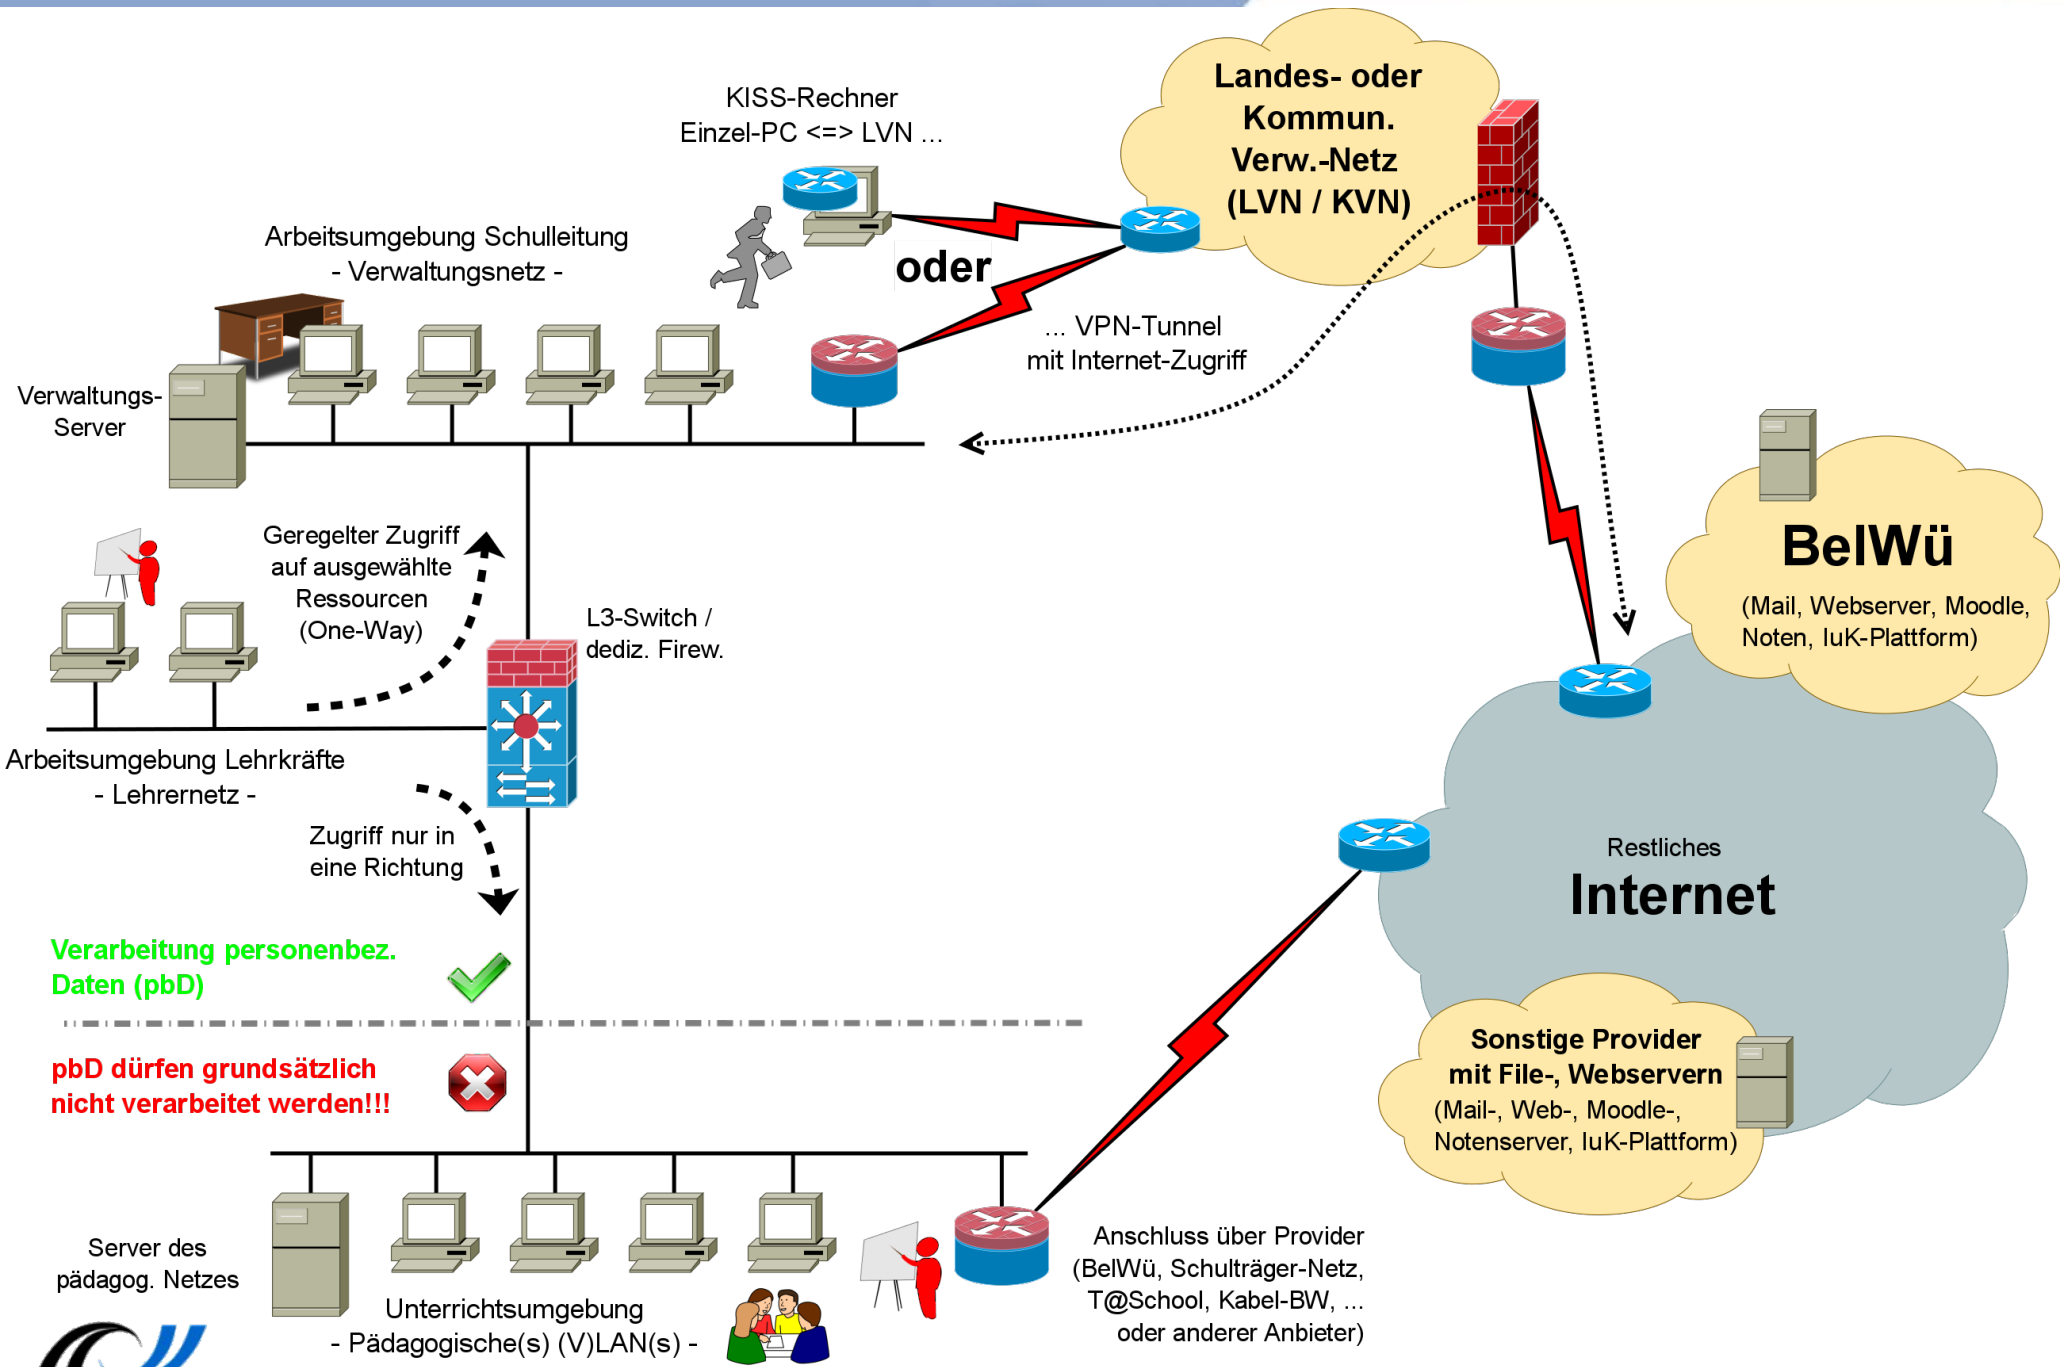 KISS-Rechner
Einzel-PC <=> LVN ...
Landes- oder
Kommun.
Verw.-Netz
(LVN / KVN)
Arbeitsumgebung Schulleitung
- Verwaltungsnetz -
oder
... VPN-Tunnel
mit Internet-Zugriff
Verwaltungs-
Server
BelWü
(Mail, Webserver, Moodle,
Noten, IuK-Plattform)
Geregelter Zugriff
auf ausgewählte
Ressourcen
(One-Way)
L3-Switch /
dediz. Firew.
Arbeitsumgebung Lehrkräfte
- Lehrernetz -
Zugriff nur in
eine Richtung
Restliches
Internet
Verarbeitung personenbez.
Daten (pbD)
pbD dürfen grundsätzlich
nicht verarbeitet werden!!!
Sonstige Provider
mit File-, Webservern
(Mail-, Web-, Moodle-,
Notenserver, IuK-Plattform)
Server des
pädagog. Netzes
Unterrichtsumgebung
- Pädagogische(s) (V)LAN(s) -
Anschluss über Provider
(BelWü, Schulträger-Netz,
T@School, Kabel-BW, ...
oder anderer Anbieter)